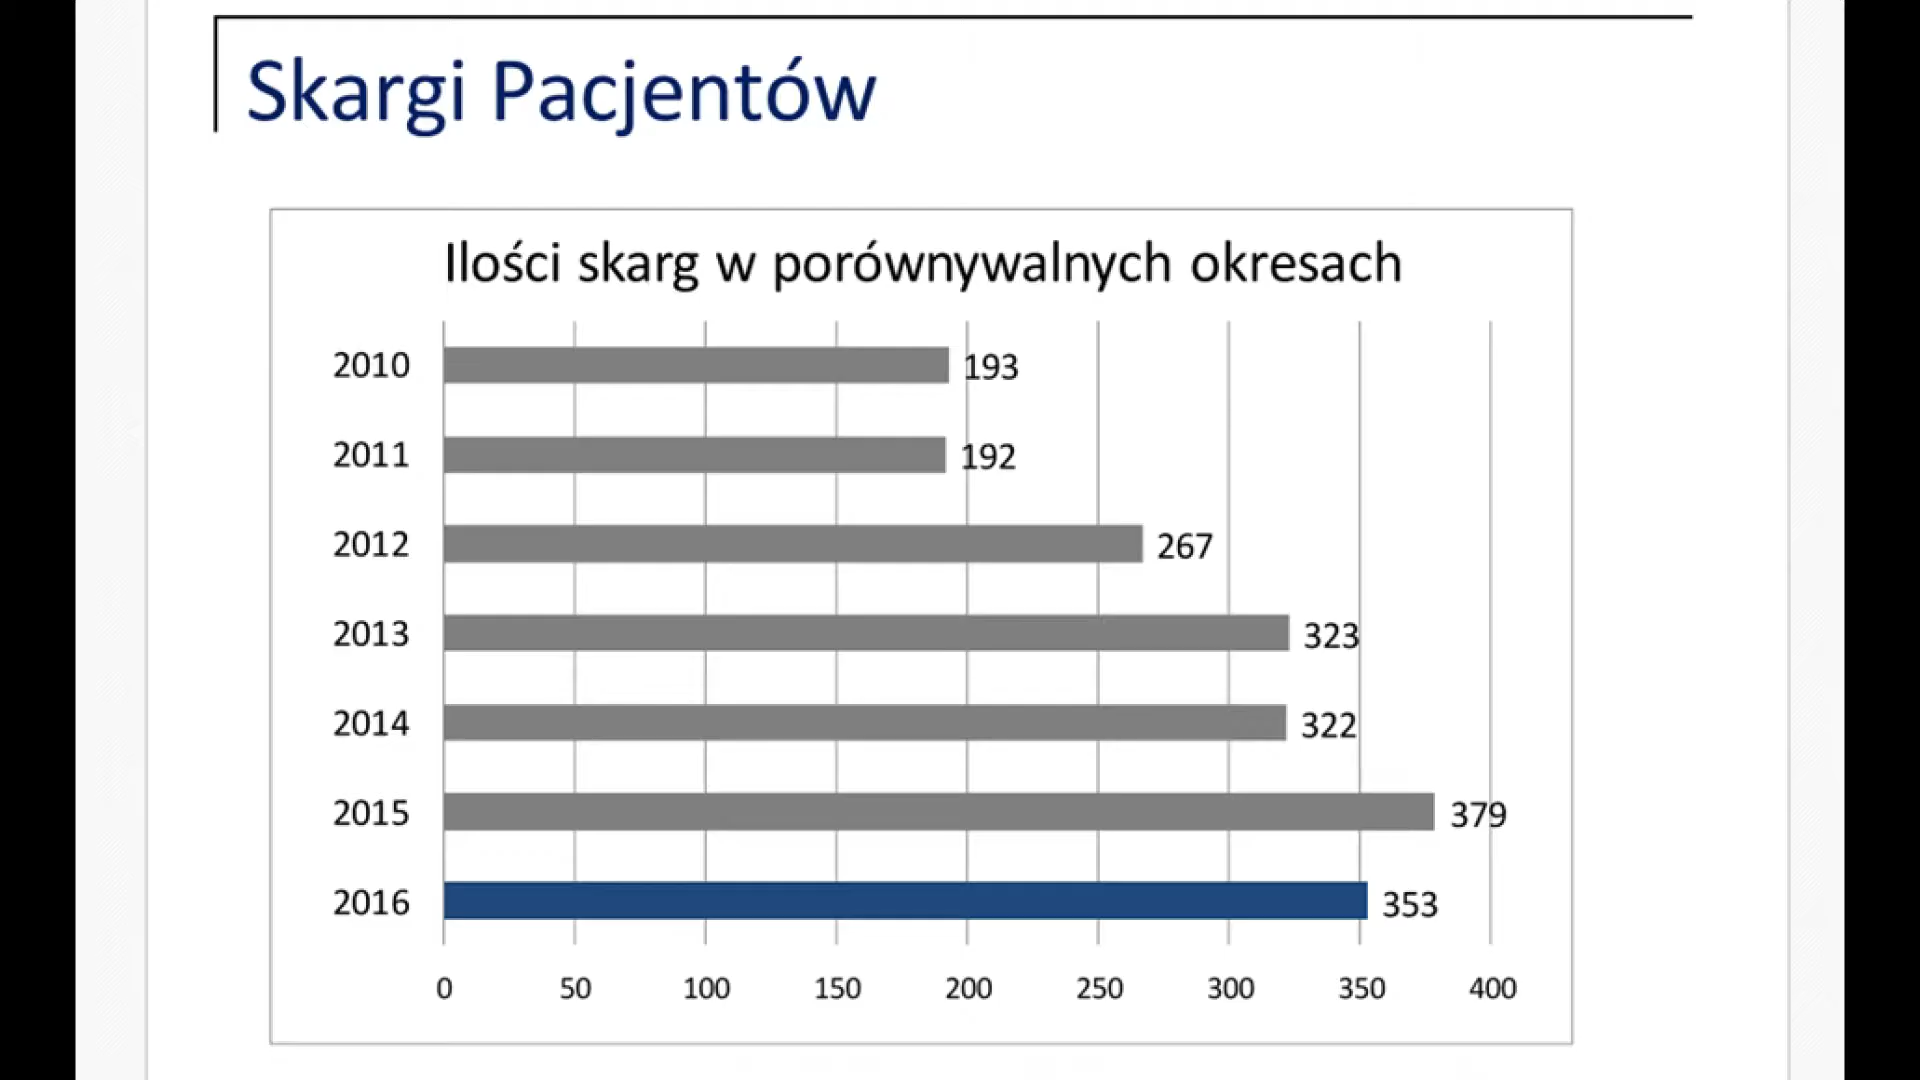 Skargi Pacjentów
Ilości skarg w porównywalnych okresach
2010 193
2011 192
2012 267
2013 323
2014 322
2015 379
2016 353
0 50 100 150 200 250 300 350 400